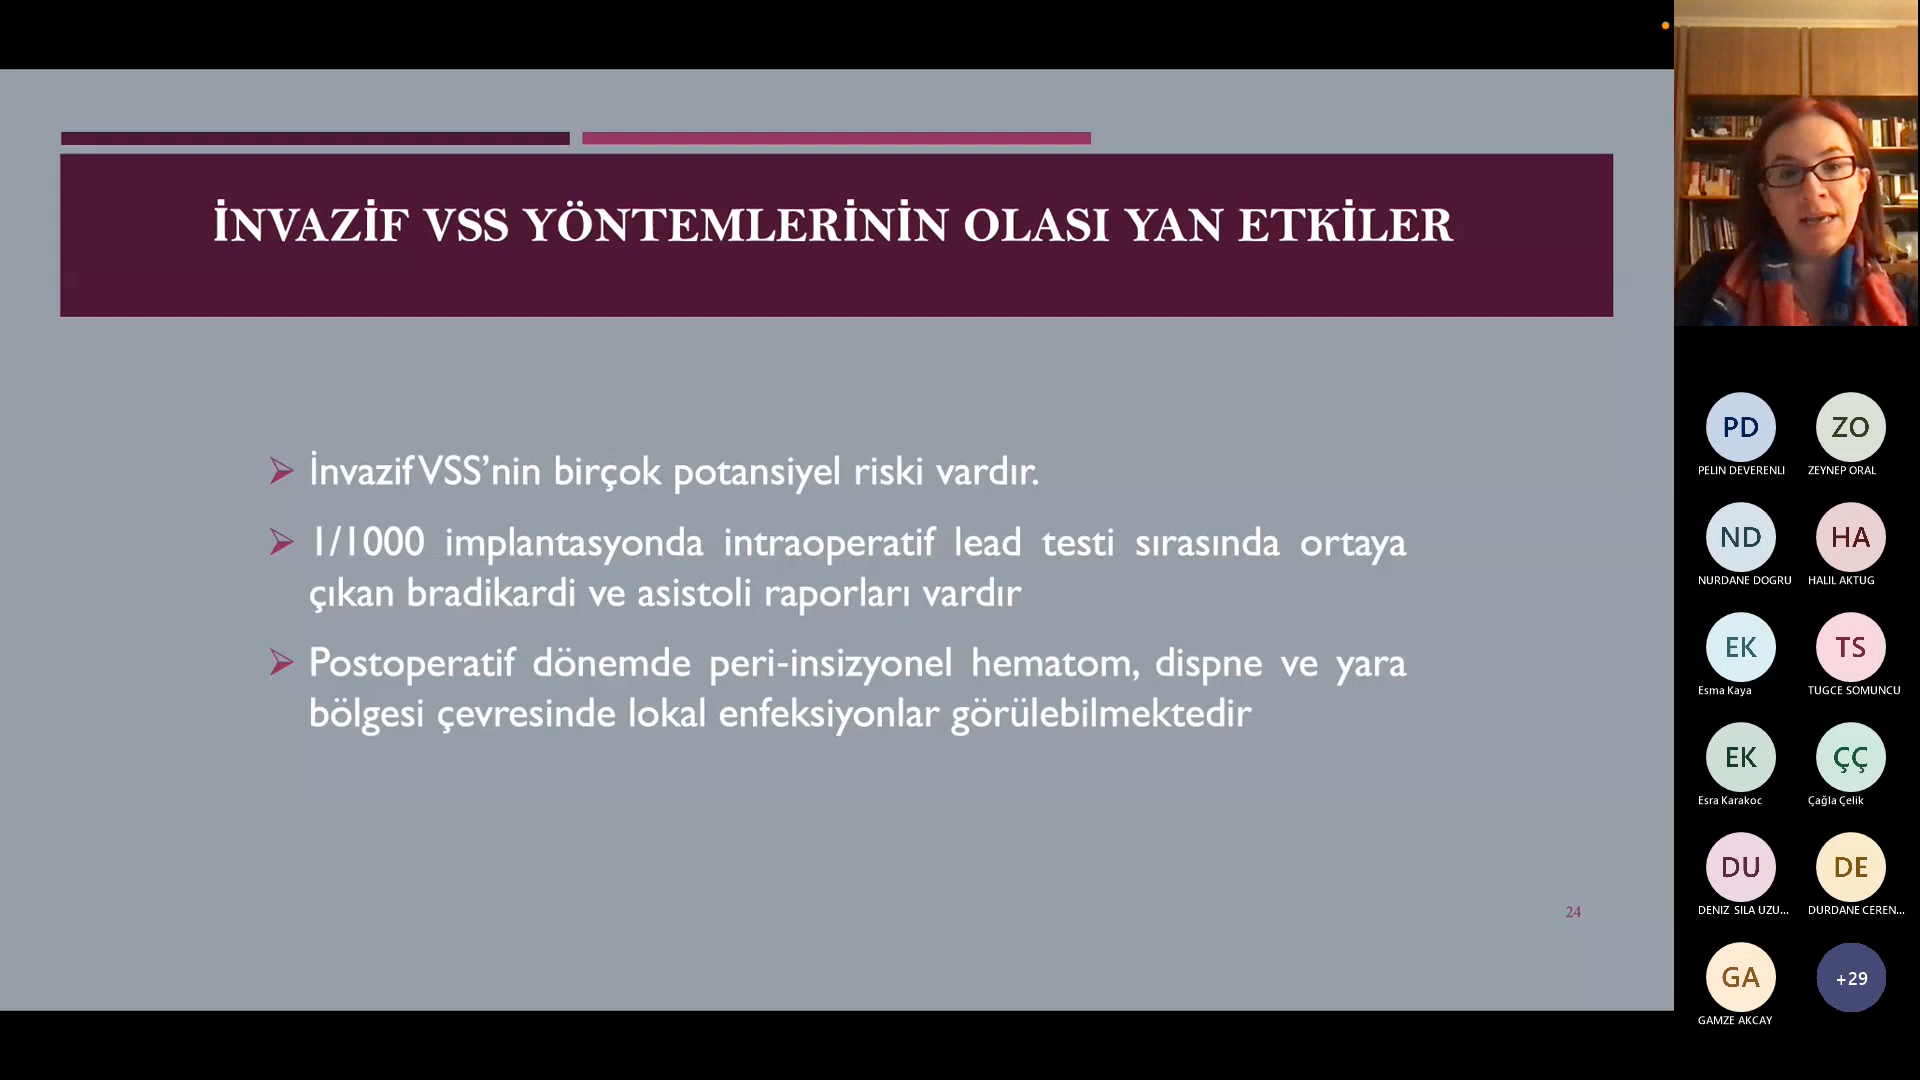 İNVAZİF VSS YÖNTEMLERİNİN OLASI YAN ETKİLER
➢ İnvazif VSS’nin birçok potansiyel riski vardır.
➢ 1/1000 implantasyonda intraoperatif lead testi sırasında ortaya
çıkan bradikardi ve asistoli raporları vardır
➢ Postoperatif dönemde peri-insizyonel hematom, dispne ve yara
bölgesi çevresinde lokal enfeksiyonlar görülebilmektedir
24
PD
PELIN DEVERENLI
ZO
ZEYNEP ORAL
ND
NURDANE DOGRU
HA
HALIL AKTUG
EK
Esma Kaya
TS
TUGCE SOMUNCU
EK
Esra Karakoc
ÇÇ
Çağla Çelik
DU
DENIZ SILA UZU...
DE
DURDANE CEREN...
GA
GAMZE AKCAY
+29